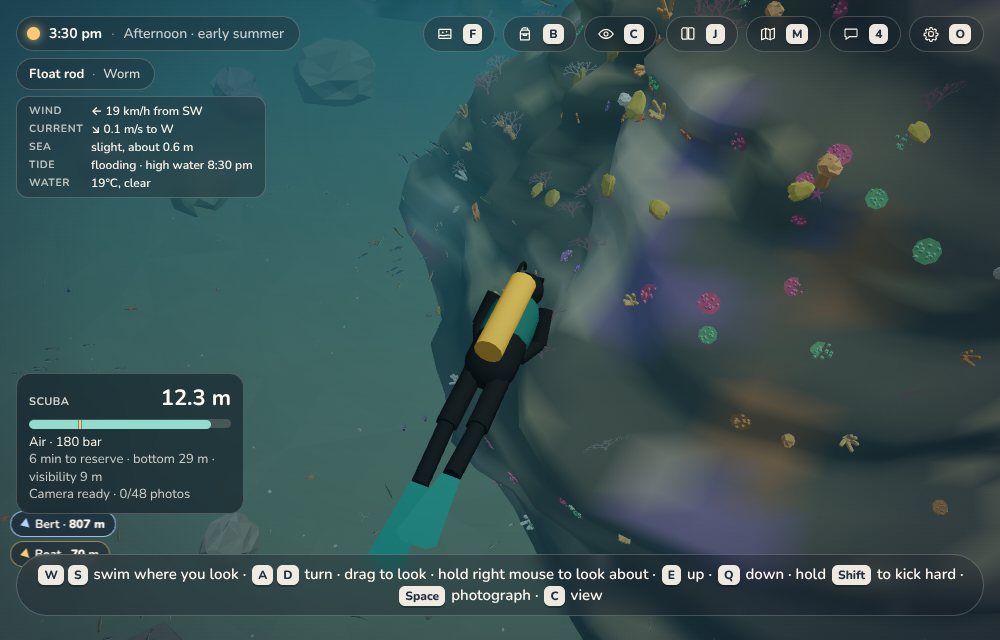 3:30 pm · Afternoon · early summer
F
B
C
J
M
4
O
Float rod · Worm
WIND ← 19 km/h from SW
CURRENT ↘ 0.1 m/s to W
SEA slight, about 0.6 m
TIDE flooding · high water 8:30 pm
WATER 19°C, clear
SCUBA 12.3 m
Air · 180 bar
6 min to reserve · bottom 29 m ·
visibility 9 m
Camera ready · 0/48 photos
Bert · 807 m
Boat · 70 m
W S swim where you look · A D turn · drag to look · hold right mouse to look about · E up · Q down · hold Shift to kick hard ·
Space photograph · C view